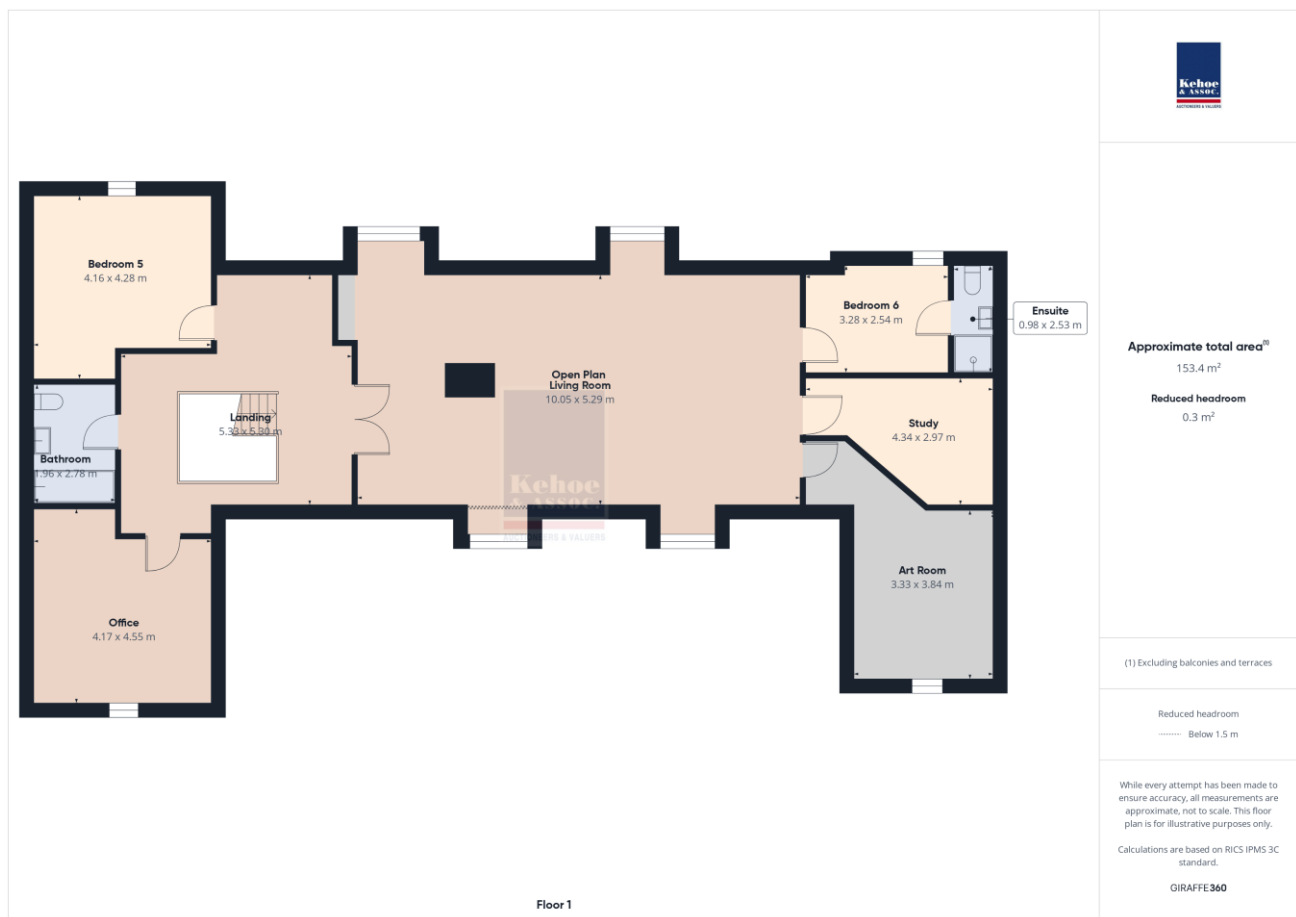 Bedroom 5
4.16 x 4.28 m
Bedroom 6
3.28 x 2.54 m
Ensuite
0.98 x 2.53 m
Open Plan
Living Room
10.05 x 5.29 m
Landing
5.33 x 5.30 m
Study
4.34 x 2.97 m
Bathroom
1.96 x 2.78 m
Kehoe
& ASSOC.
AUCTIONEERS & VALUERS
Art Room
3.33 x 3.84 m
Office
4.17 x 4.55 m
Floor 1
Kehoe
& ASSOC.
AUCTIONEERS & VALUERS
Approximate total area(1)
153.4 m²
Reduced headroom
0.3 m²
(1) Excluding balconies and terraces
Reduced headroom
Below 1.5 m
While every attempt has been made to
ensure accuracy, all measurements are
approximate, not to scale. This floor
plan is for illustrative purposes only.
Calculations are based on RICS IPMS 3C
standard.
GIRAFFE360